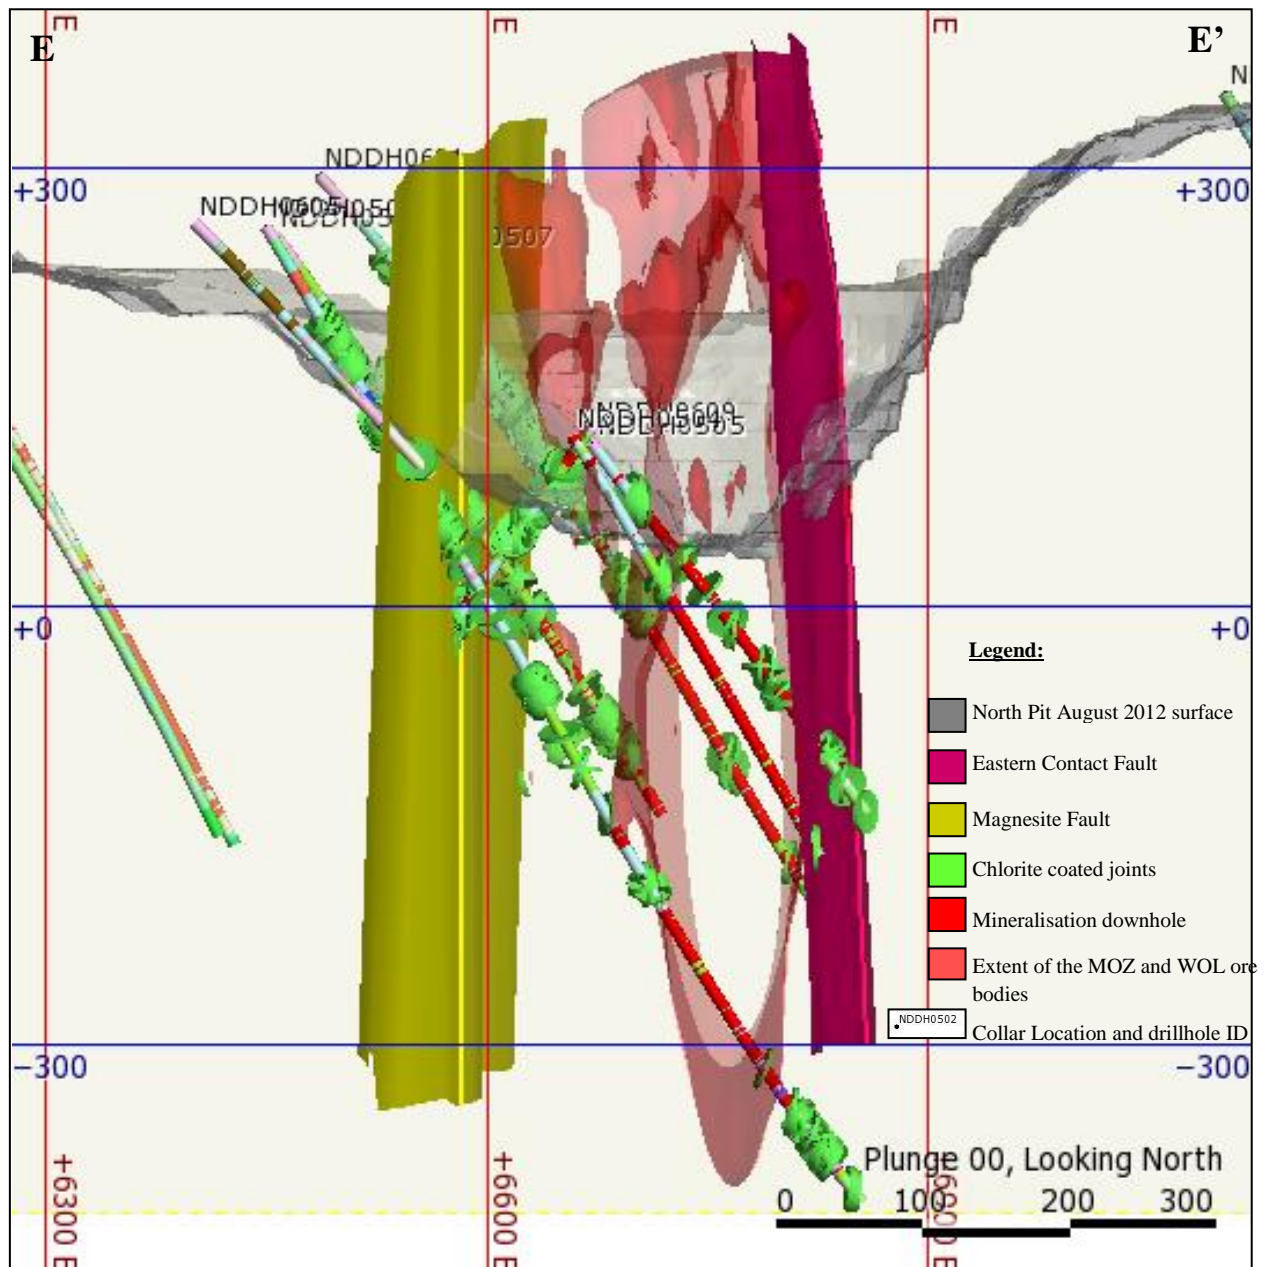 E
E
E
E
E'
N
NDDH0605
0507
+300
+300
+0
+0
Legend:
North Pit August 2012 surface
Eastern Contact Fault
Magnesite Fault
Chlorite coated joints
Mineralisation downhole
Extent of the MOZ and WOL ore
bodies
NDDH0502
Collar Location and drillhole ID
-300
-300
Plunge 00, Looking North
0 100 200 300
+6300 E
+6600 E